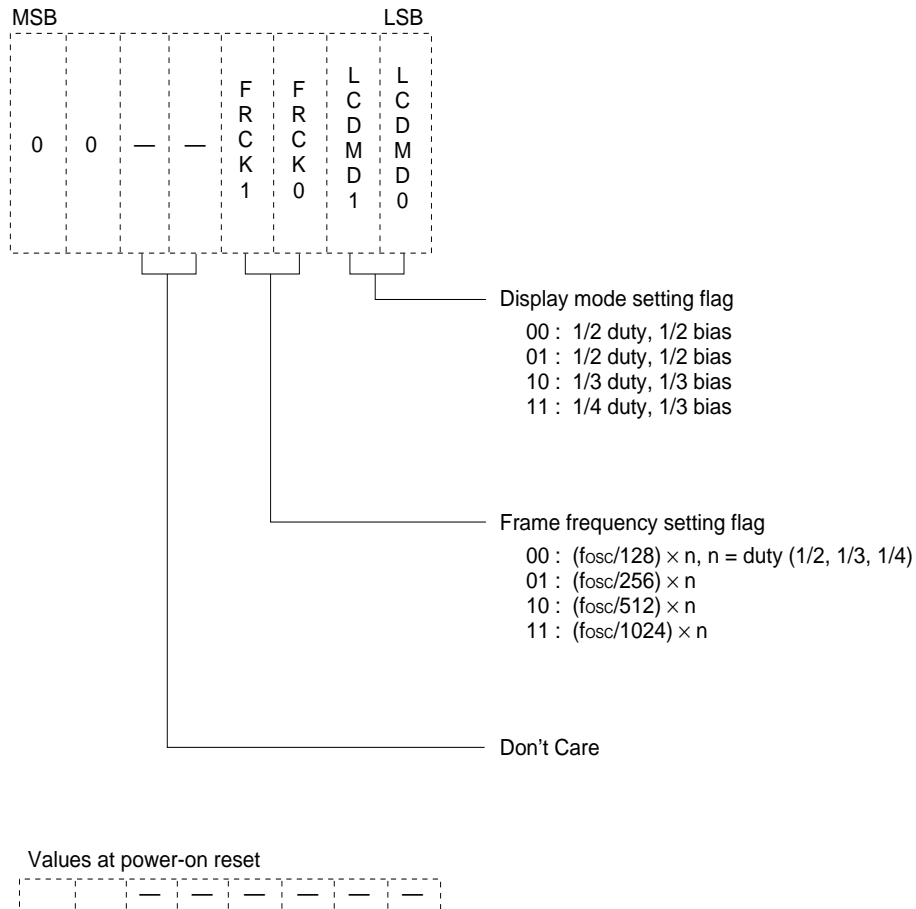 MSB LSB
0 0 — — FRCK1 FRCK0 LCDMD1 LCDMD0
Display mode setting flag
00 : 1/2 duty, 1/2 bias
01 : 1/2 duty, 1/2 bias
10 : 1/3 duty, 1/3 bias
11 : 1/4 duty, 1/3 bias
Frame frequency setting flag
00 : (fosc/128) × n, n = duty (1/2, 1/3, 1/4)
01 : (fosc/256) × n
10 : (fosc/512) × n
11 : (fosc/1024) × n
Don't Care
Values at power-on reset
— — — — — —